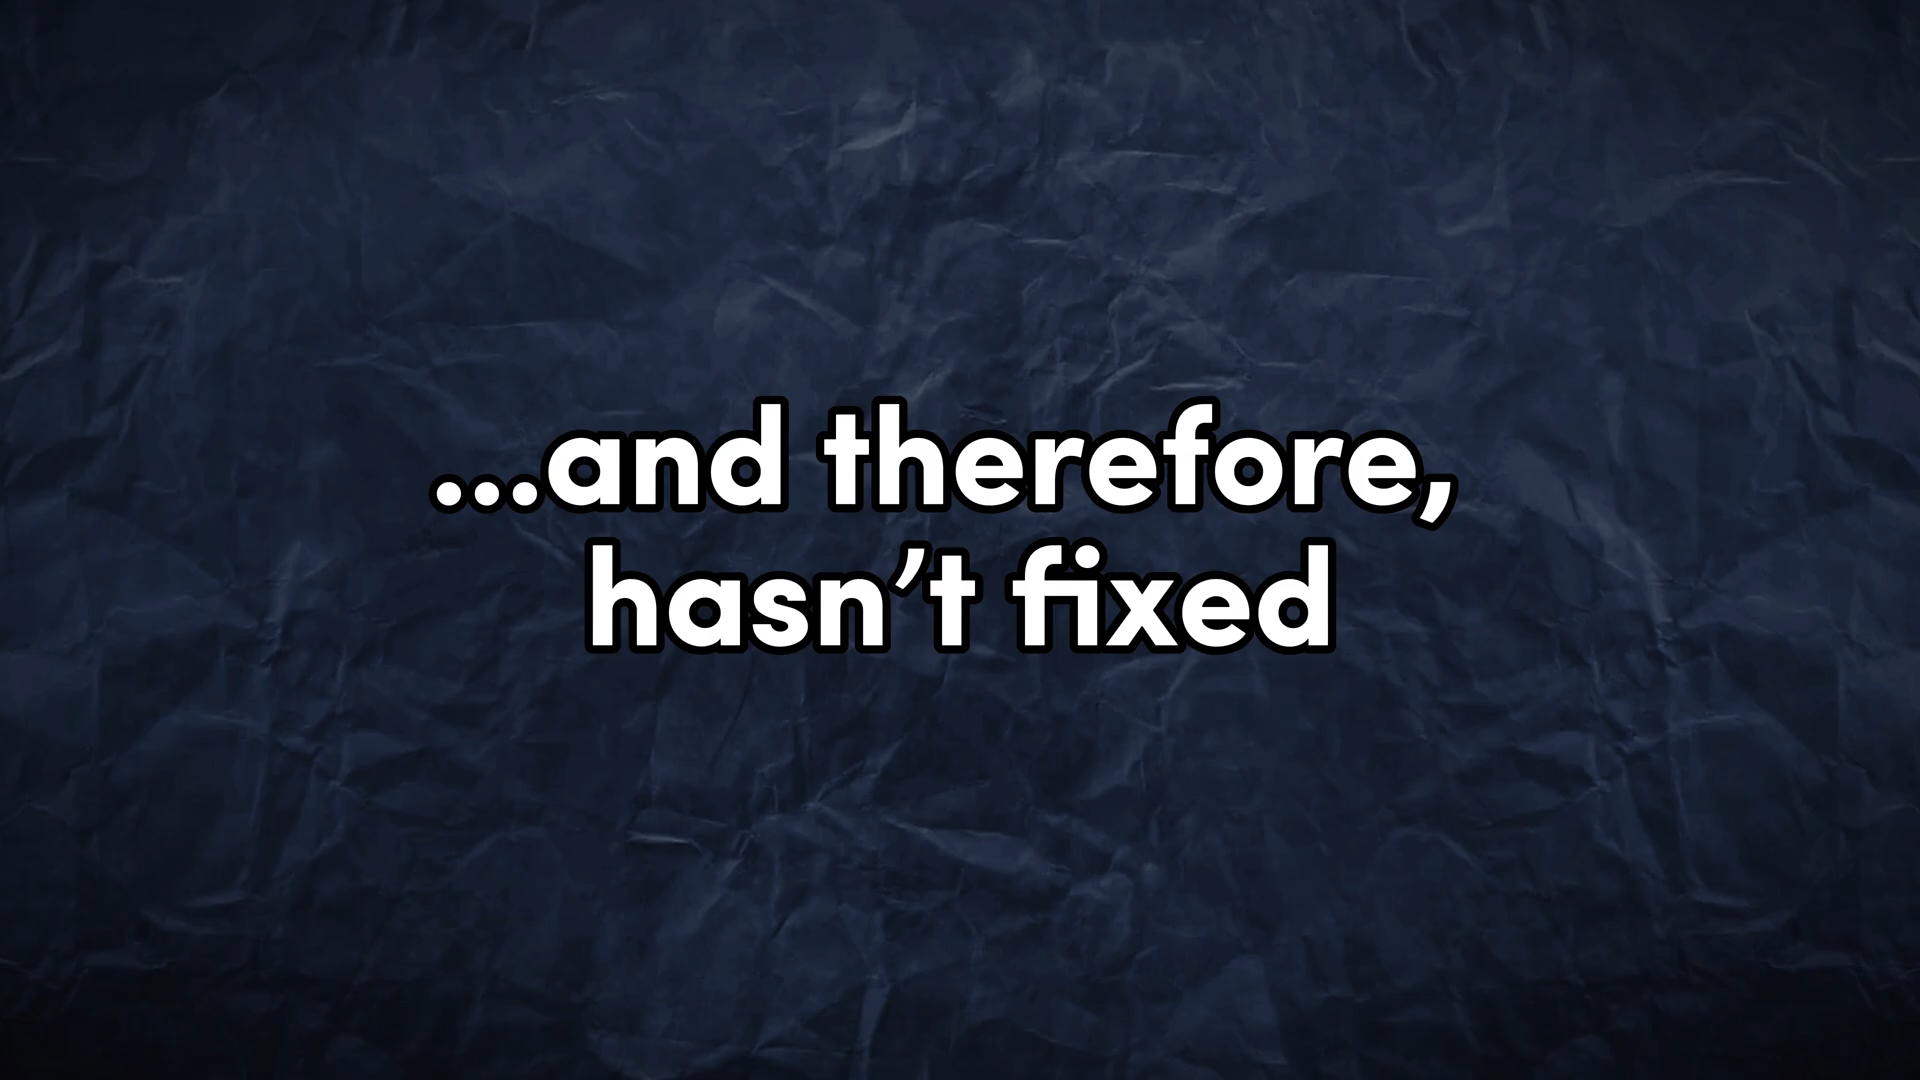 ...and therefore,
hasn’t fixed